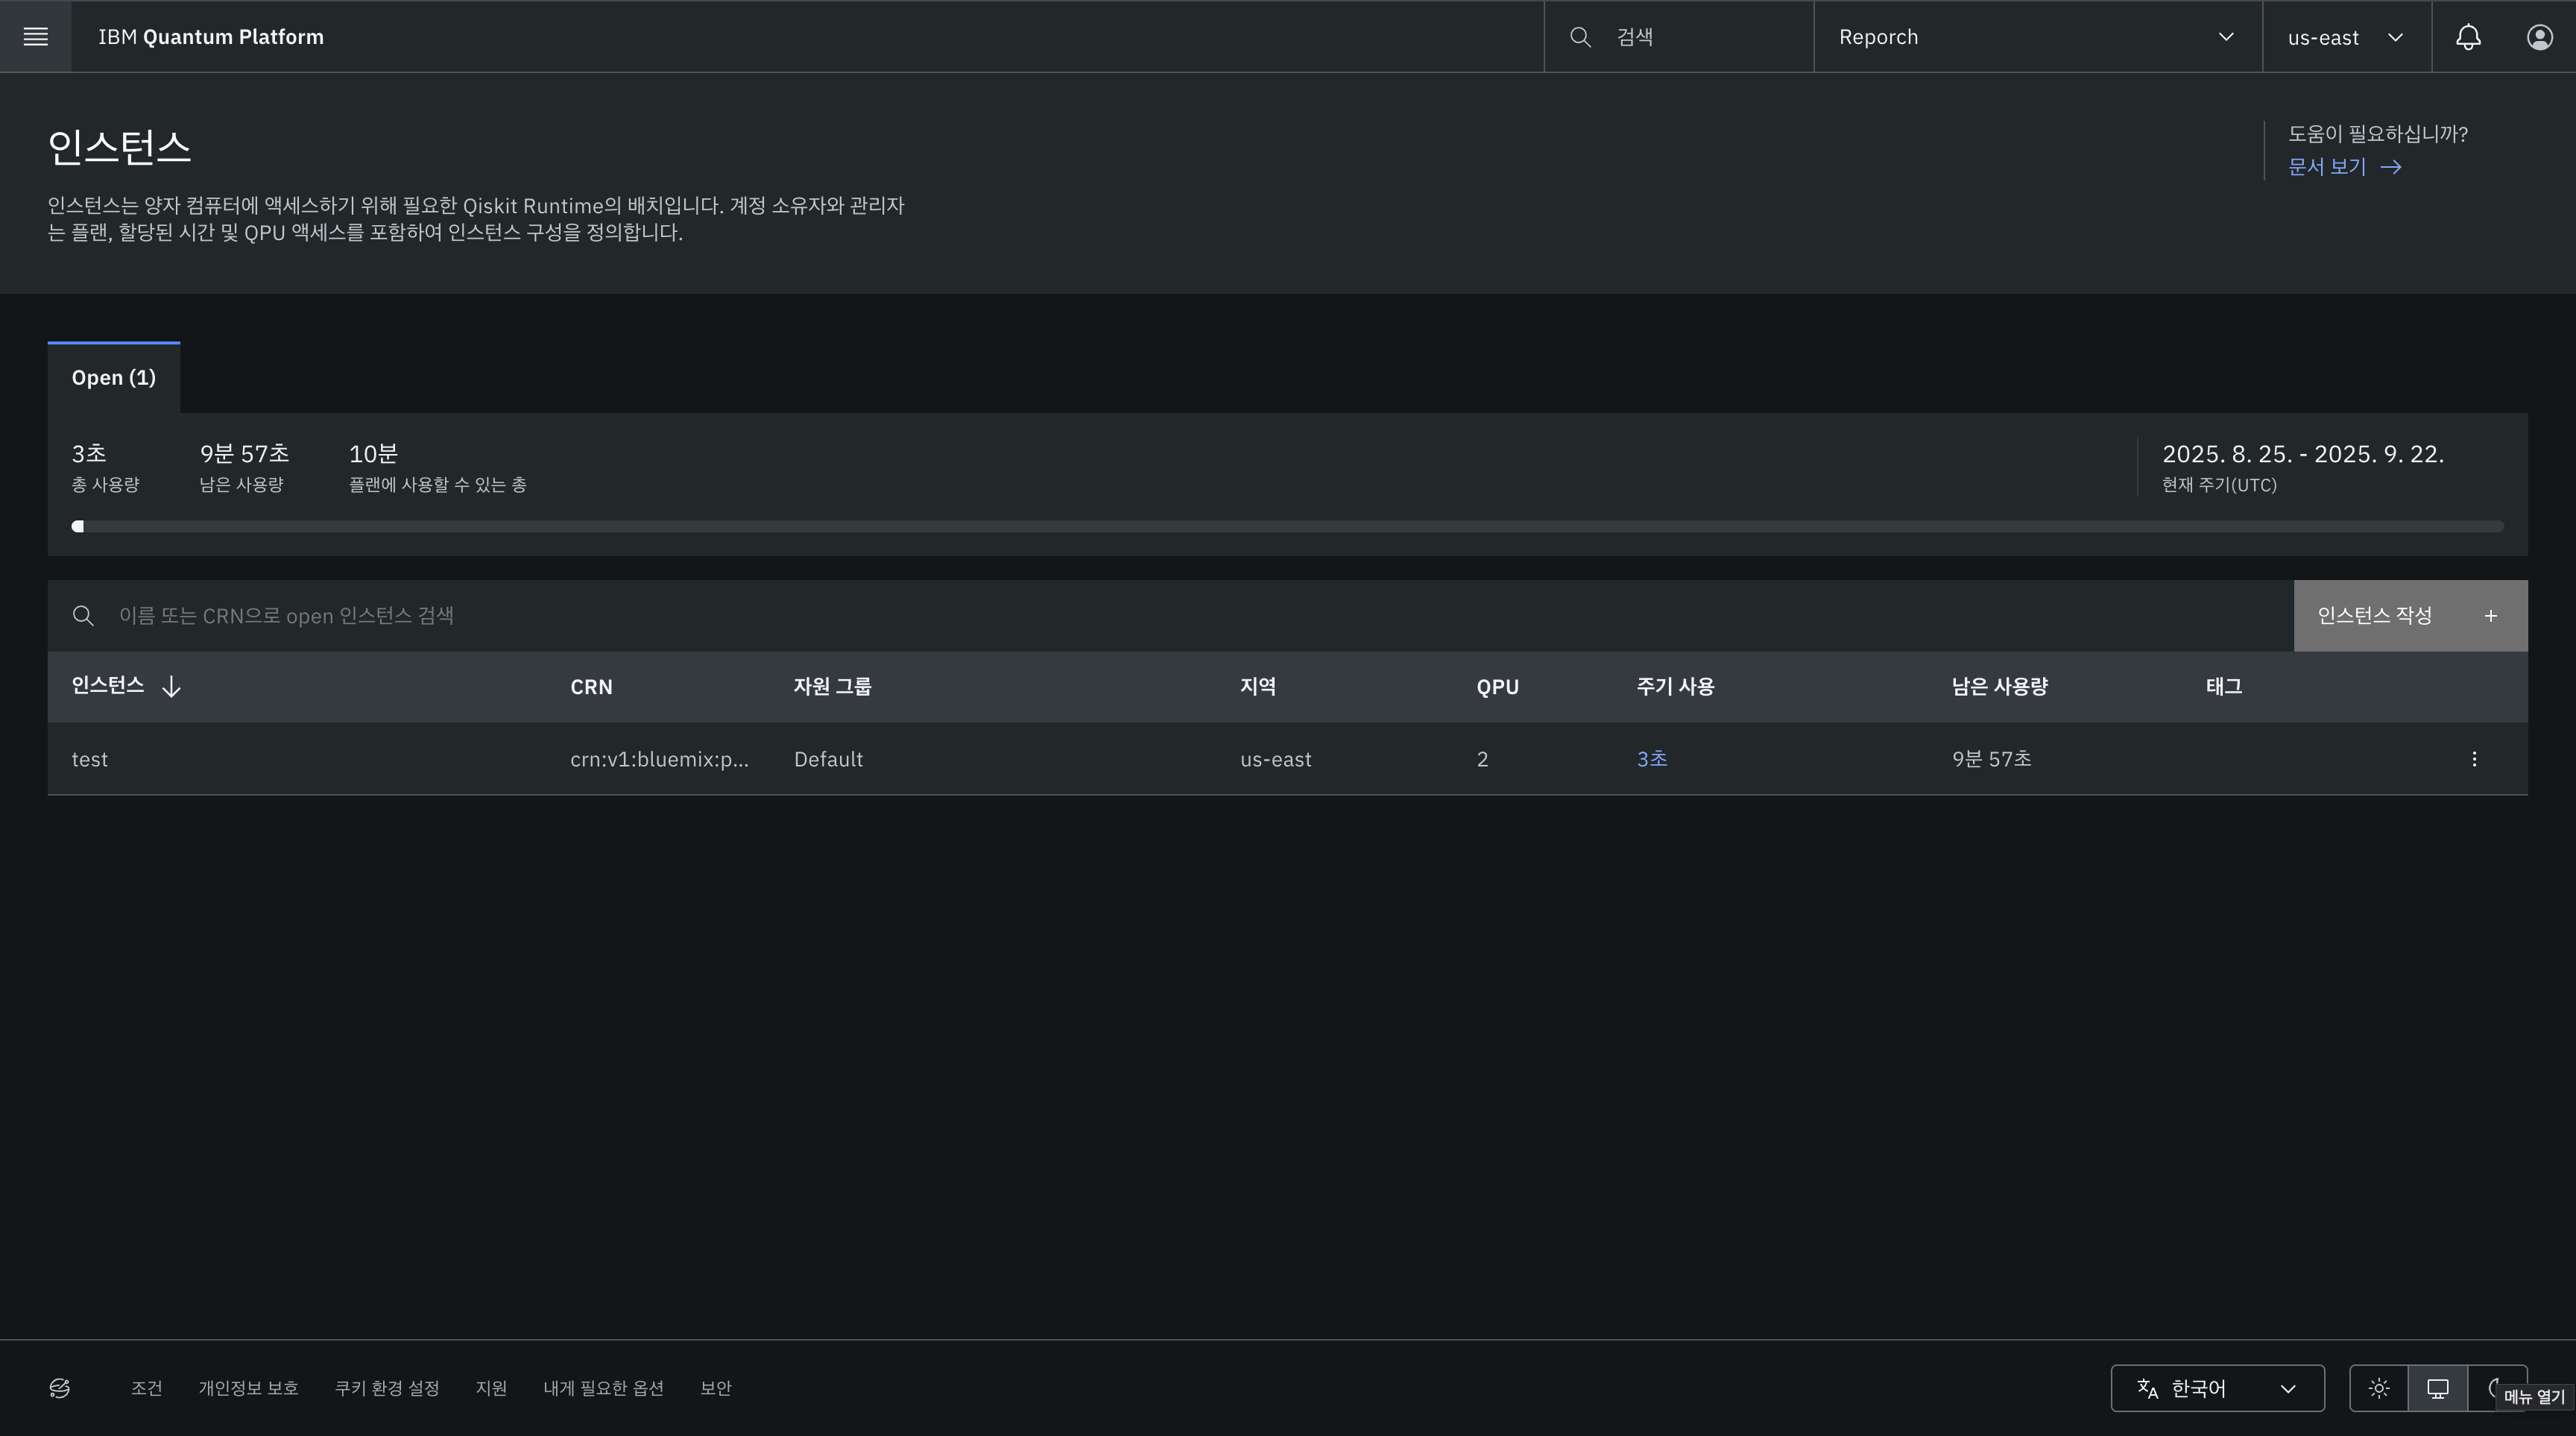 IBM Quantum Platform
검색
Reporch
us-east
인스턴스
인스턴스는 양자 컴퓨터에 액세스하기 위해 필요한 Qiskit Runtime의 배치입니다. 계정 소유자와 관리자
는 플랜, 할당된 시간 및 QPU 액세스를 포함하여 인스턴스 구성을 정의합니다.
도움이 필요하십니까?
문서 보기
Open (1)
3초
총 사용량
9분 57초
남은 사용량
10분
플랜에 사용할 수 있는 총
2025. 8. 25. - 2025. 9. 22.
현재 주기(UTC)
이름 또는 CRN으로 open 인스턴스 검색
인스턴스 작성 +
인스턴스 CRN 자원 그룹 지역 QPU 주기 사용 남은 사용량 태그
test crn:v1:bluemix:p... Default us-east 2 3초 9분 57초
조건 개인정보 보호 쿠키 환경 설정 지원 내게 필요한 옵션 보안
한국어
메뉴 열기